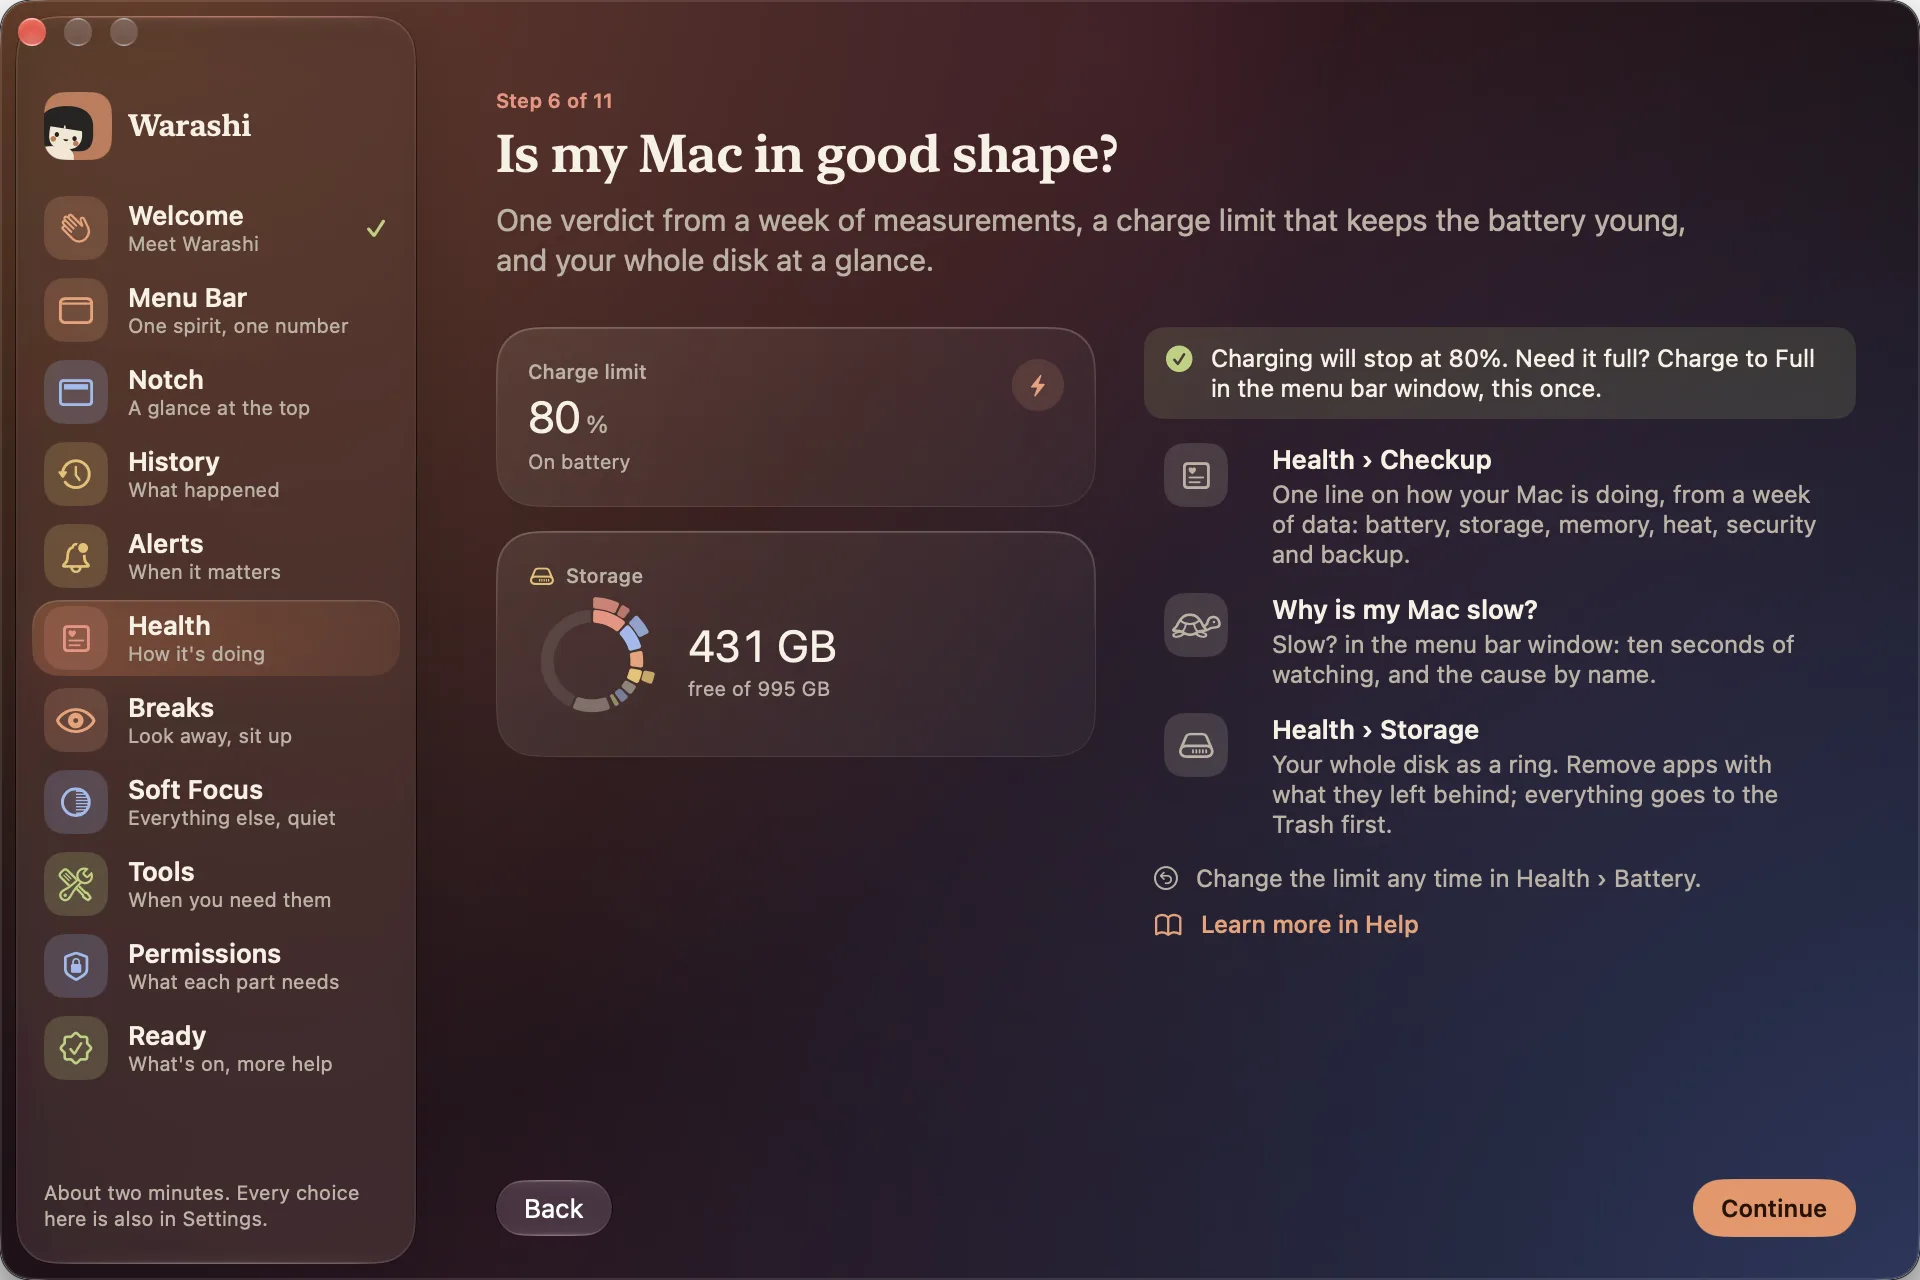 Warashi
Welcome
Meet Warashi
Menu Bar
One spirit, one number
Notch
A glance at the top
History
What happened
Alerts
When it matters
Health
How it's doing
Breaks
Look away, sit up
Soft Focus
Everything else, quiet
Tools
When you need them
Permissions
What each part needs
Ready
What's on, more help
About two minutes. Every choice
here is also in Settings.
Step 6 of 11
Is my Mac in good shape?
One verdict from a week of measurements, a charge limit that keeps the battery young,
and your whole disk at a glance.
Charge limit
80 %
On battery
Storage
431 GB
free of 995 GB
Charging will stop at 80%. Need it full? Charge to Full
in the menu bar window, this once.
Health › Checkup
One line on how your Mac is doing, from a week
of data: battery, storage, memory, heat, security
and backup.
Why is my Mac slow?
Slow? in the menu bar window: ten seconds of
watching, and the cause by name.
Health › Storage
Your whole disk as a ring. Remove apps with
what they left behind; everything goes to the
Trash first.
Change the limit any time in Health › Battery.
Learn more in Help
Back
Continue